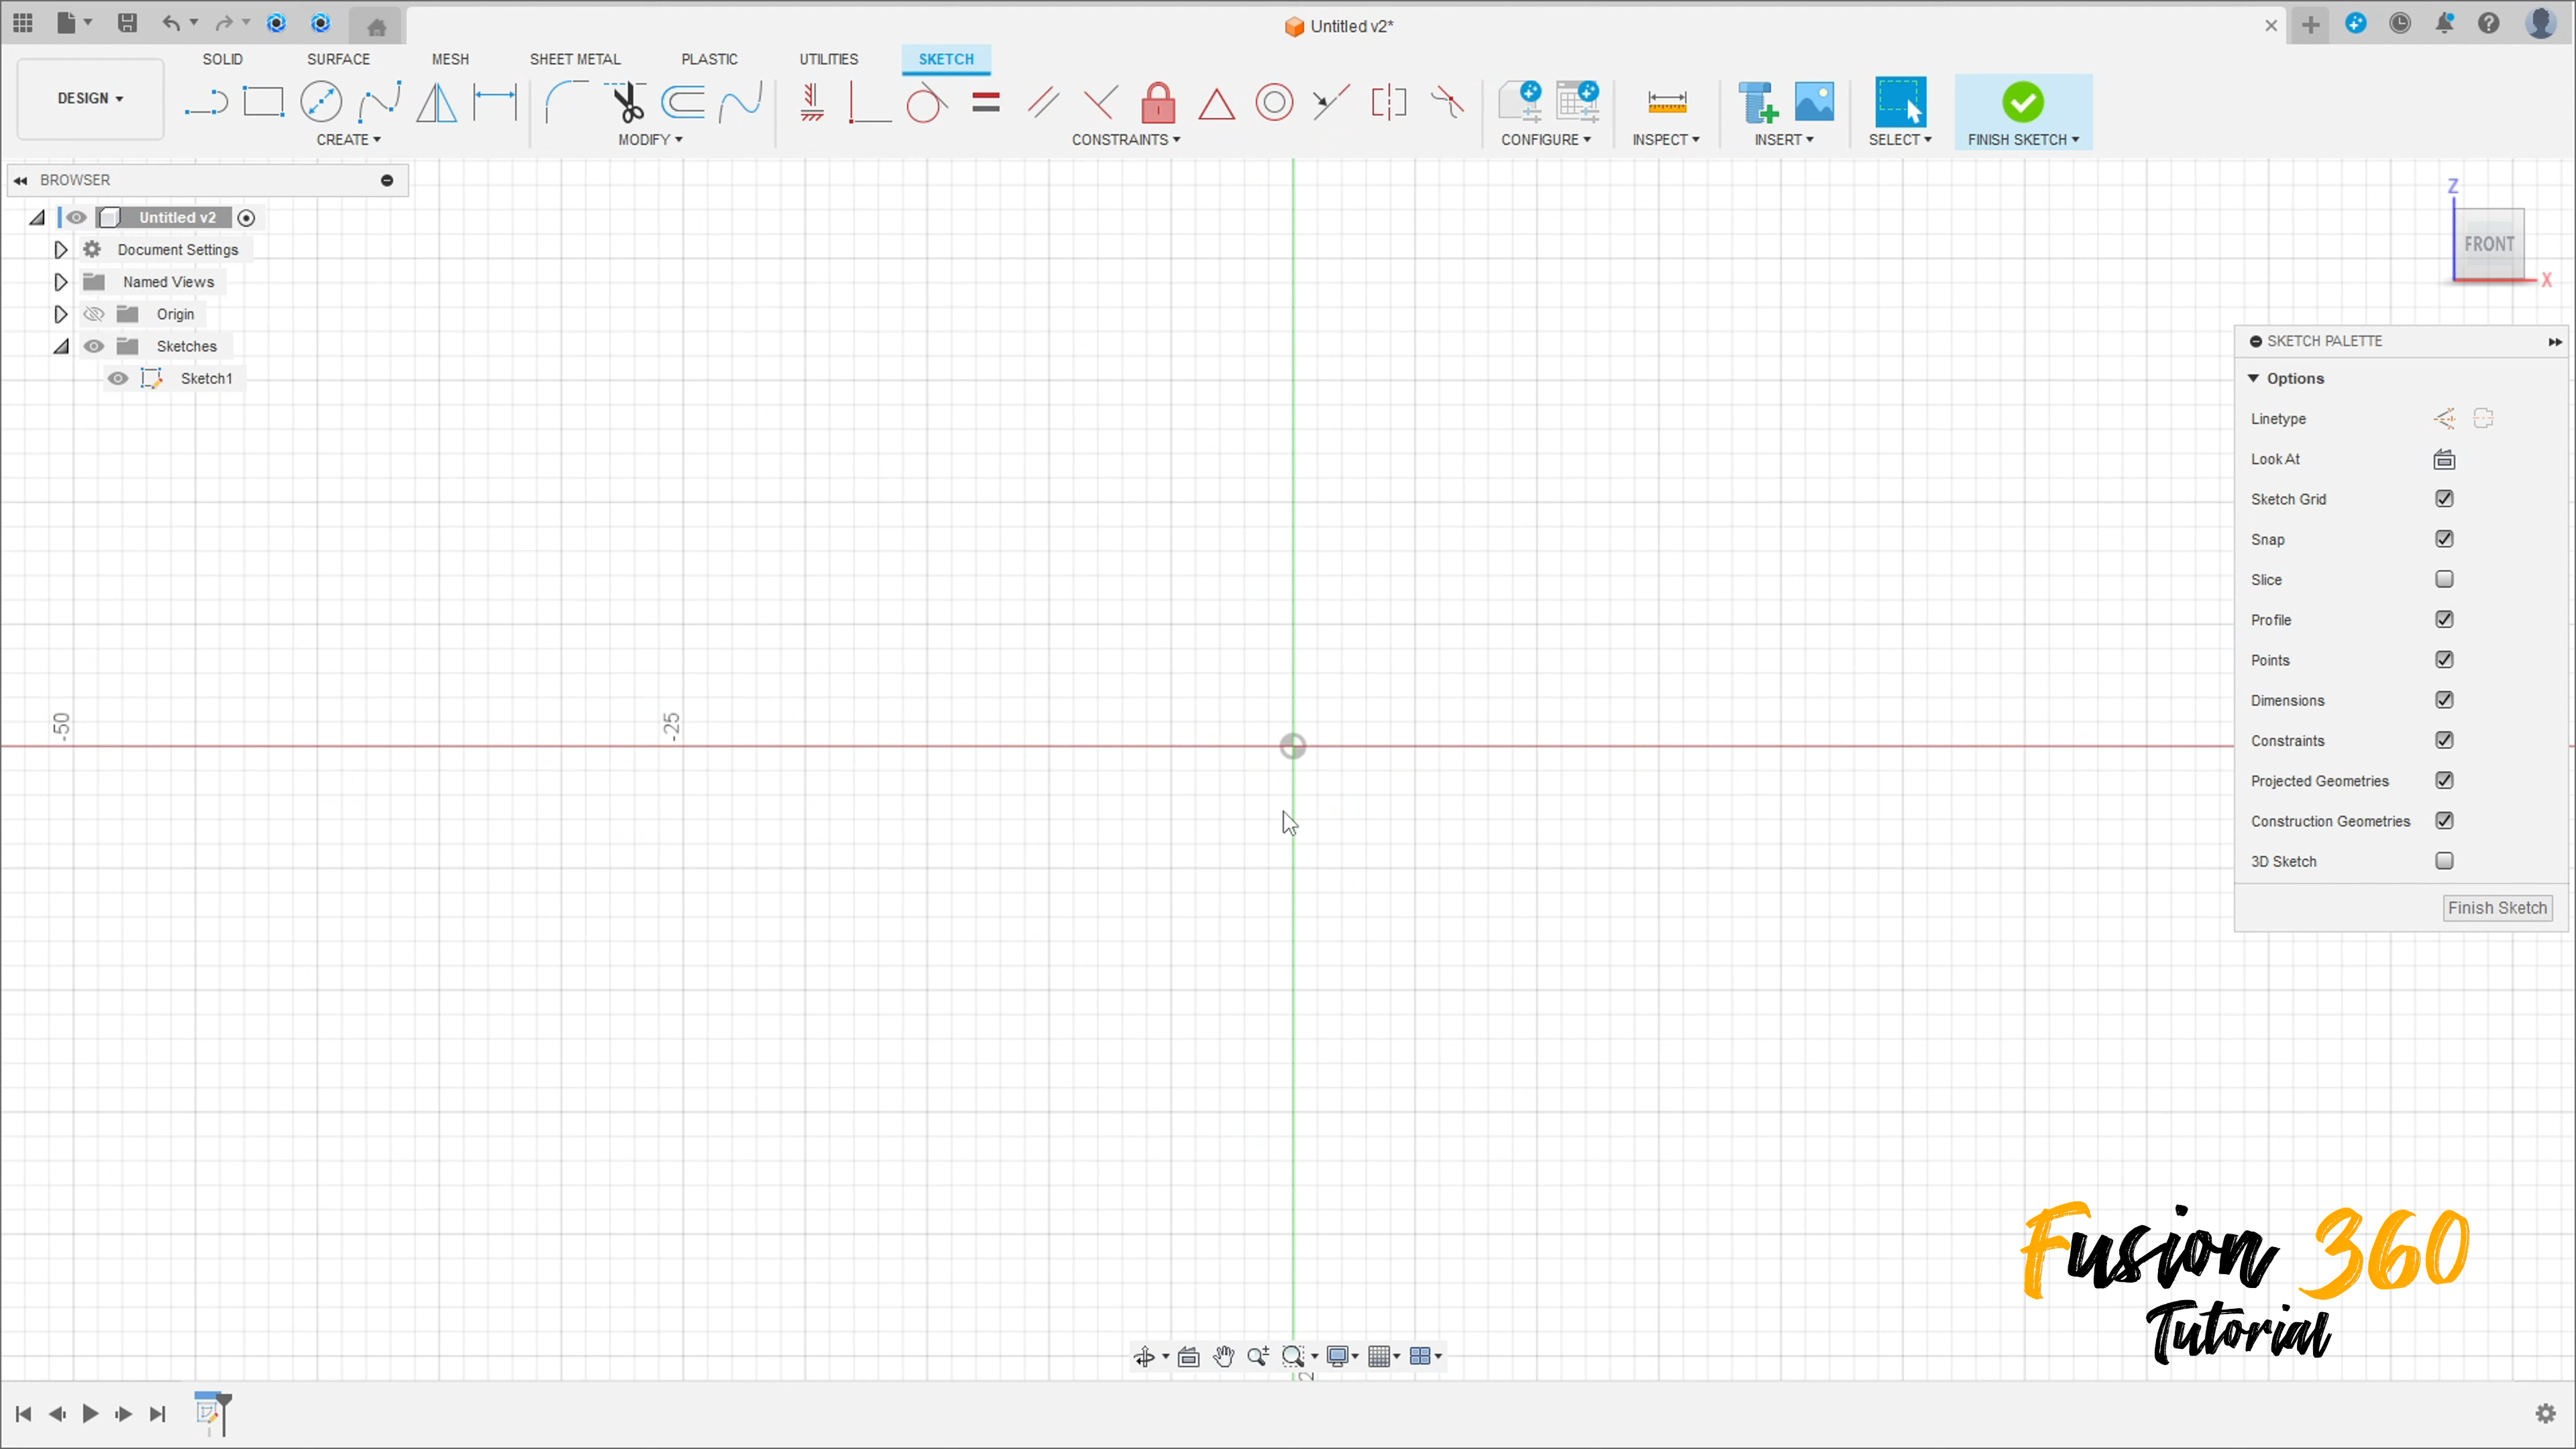 Untitled v2*
SOLID SURFACE MESH SHEET METAL PLASTIC UTILITIES SKETCH
DESIGN
CREATE MODIFY CONSTRAINTS CONFIGURE INSPECT INSERT SELECT FINISH SKETCH
BROWSER
Untitled v2
Document Settings
Named Views
Origin
Sketches
Sketch1
Z
FRONT
X
SKETCH PALETTE
Options
Linetype
Look At
Sketch Grid
Snap
Slice
Profile
Points
Dimensions
Constraints
Projected Geometries
Construction Geometries
3D Sketch
Finish Sketch
-50
-25
Fusion 360
Tutorial